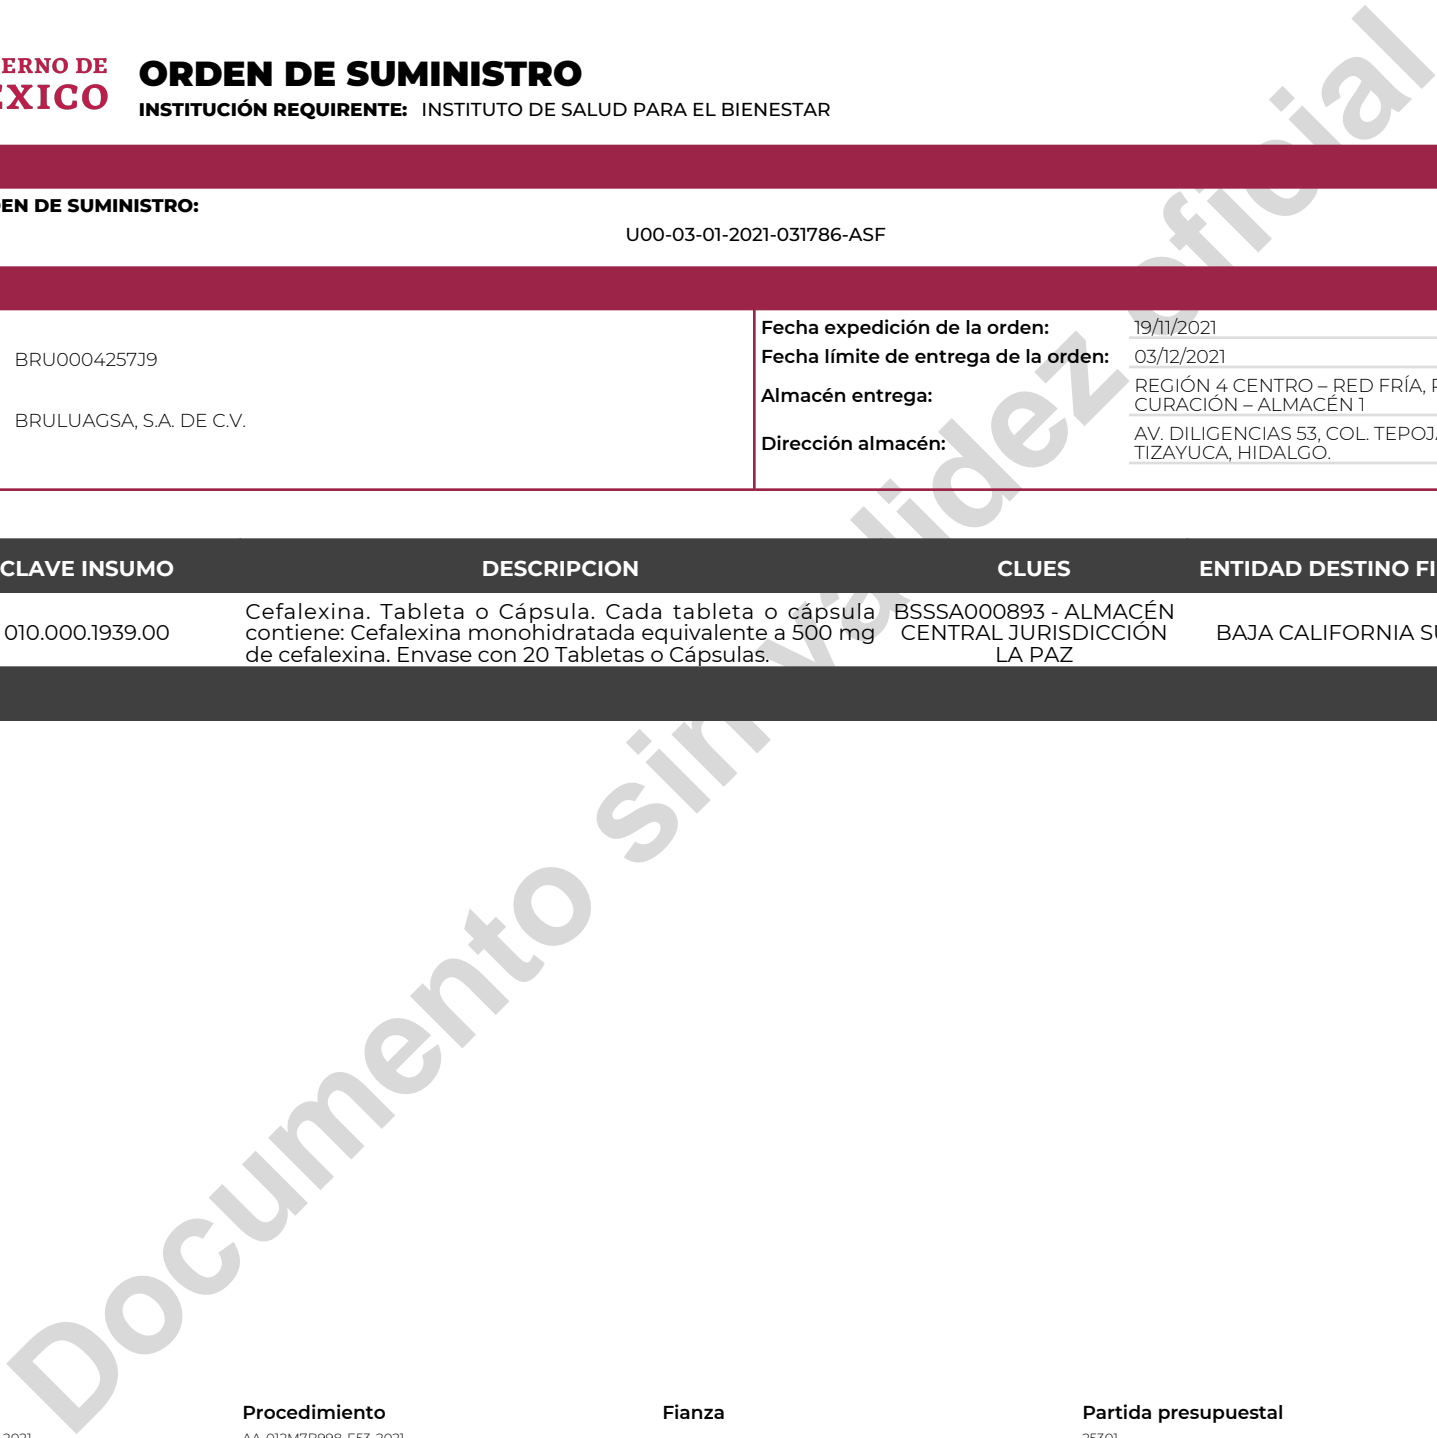 ERNO DE
EXICO
ORDEN DE SUMINISTRO
INSTITUCIÓN REQUIRENTE: INSTITUTO DE SALUD PARA EL BIENESTAR
EN DE SUMINISTRO:
U00-03-01-2021-031786-ASF
BRU0004257J9
BRULUAGSA, S.A. DE C.V.
Fecha expedición de la orden: 19/11/2021
Fecha límite de entrega de la orden: 03/12/2021
Almacén entrega: REGIÓN 4 CENTRO – RED FRÍA,
CURACIÓN – ALMACÉN 1
Dirección almacén: AV. DILIGENCIAS 53, COL. TEPOJA
TIZAYUCA, HIDALGO.
CLAVE INSUMO DESCRIPCION CLUES ENTIDAD DESTINO FI
010.000.1939.00
Cefalexina. Tableta o Cápsula. Cada tableta o cápsula
contiene: Cefalexina monohidratada equivalente a 500 mg
de cefalexina. Envase con 20 Tabletas o Cápsulas.
BSSSA000893 - ALMACÉN
CENTRAL JURISDICCIÓN
LA PAZ
BAJA CALIFORNIA SU
Documento sin validez oficial
Procedimiento Fianza Partida presupuestal